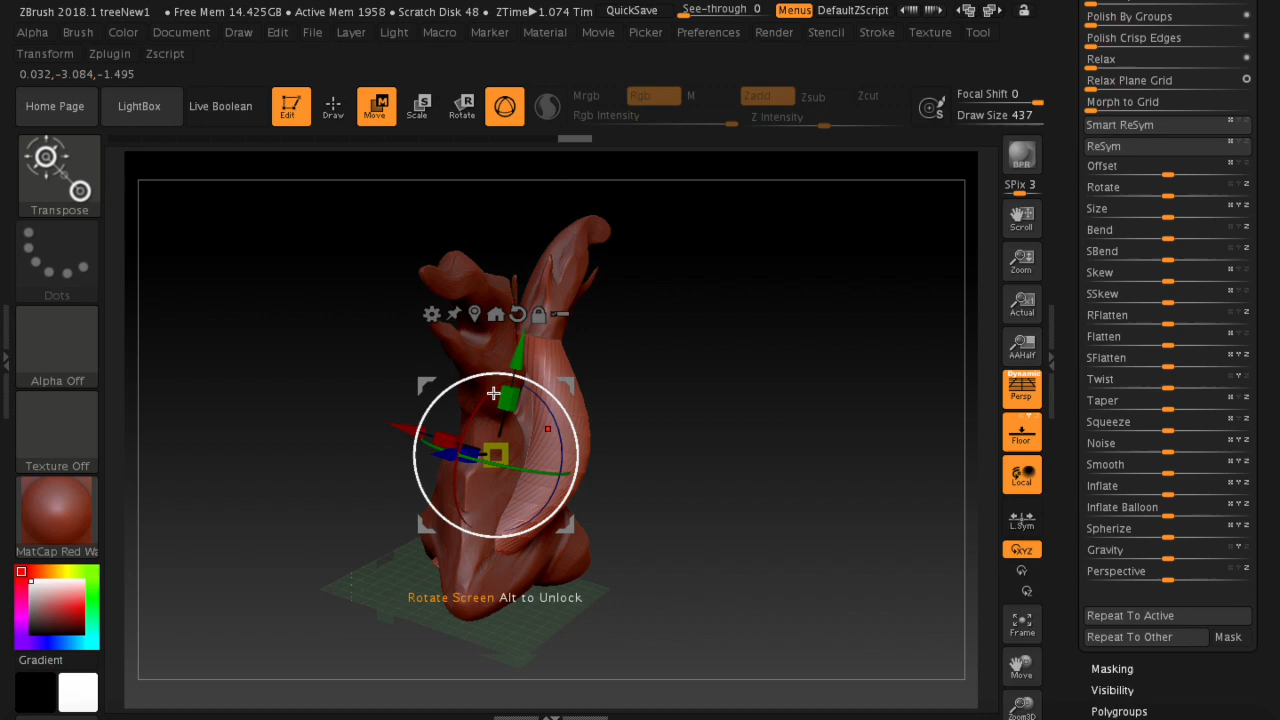 ZBrush 2018.1 treeNew1 • Free Mem 14.425GB • Active Mem 1958 • Scratch Disk 48 • ZTime▶1.074 Tim QuickSave See-through 0 Menus DefaultZScript
Alpha Brush Color Document Draw Edit File Layer Light Macro Marker Material Movie Picker Preferences Render Stencil Stroke Texture Tool
Transform Zplugin Zscript
0.032,-3.084,-1.495
Home Page LightBox Live Boolean
Edit Draw Move Scale Rotate
M S R
Mrgb Rgb M Zadd Zsub Zcut
Rgb Intensity Z Intensity
S
Focal Shift 0
Draw Size 437
Transpose
Dots
Alpha Off
Texture Off
MatCap Red Wa
Gradient
Rotate Screen Alt to Unlock
BPR
SPix 3
Scroll
Zoom
Actual
AAHalf
Dynamic
Persp
Floor
Local
L.Sym
XYZ
Y
Z
Frame
Move
Zoom3D
Polish By Groups
Polish Crisp Edges
Relax
Relax Plane Grid
Morph to Grid
Smart ReSym
ReSym
Offset
Rotate
Size
Bend
SBend
Skew
SSkew
RFlatten
Flatten
SFlatten
Twist
Taper
Squeeze
Noise
Smooth
Inflate
Inflate Balloon
Spherize
Gravity
Perspective
Repeat To Active
Repeat To Other Mask
Masking
Visibility
Polygroups